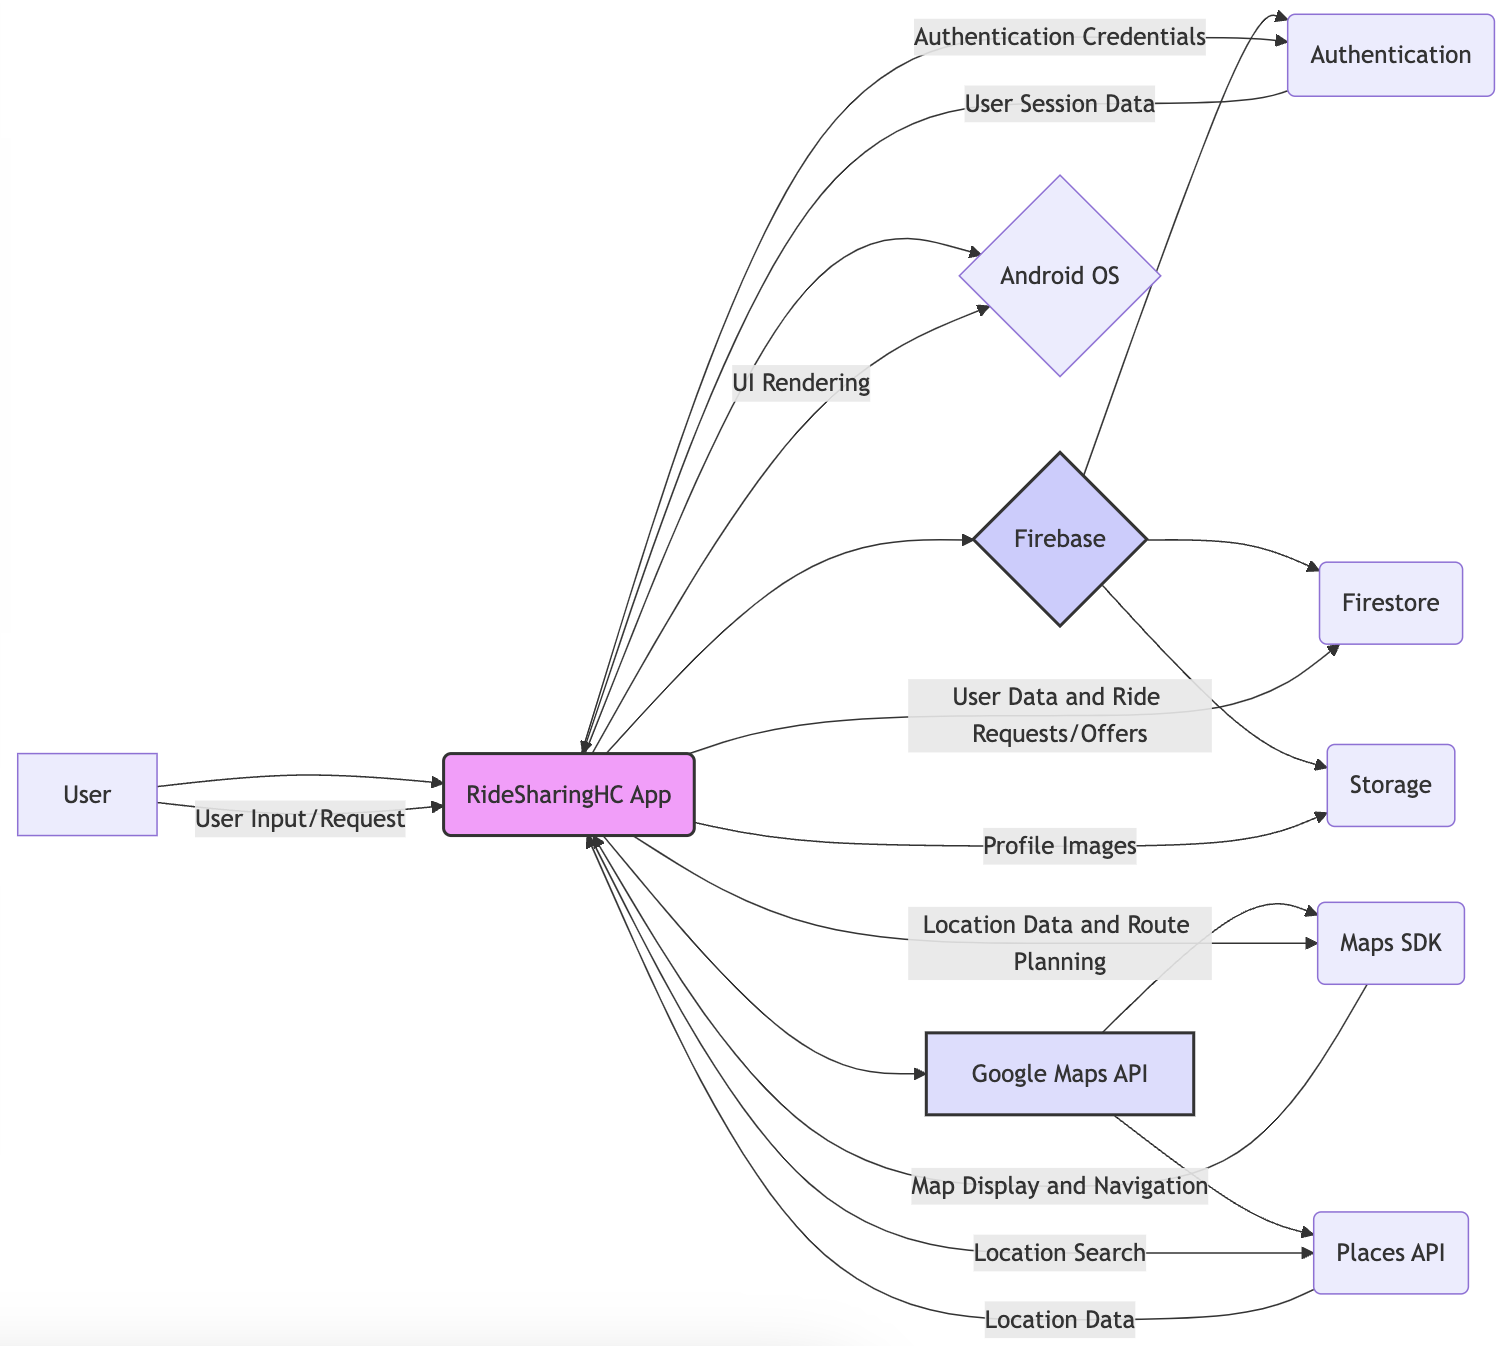 Authentication Credentials
Authentication
User Session Data
Android OS
UI Rendering
Firebase
Firestore
User Data and Ride
Requests/Offers
User
User Input/Request
RideSharingHC App
Storage
Profile Images
Location Data and Route
Planning
Maps SDK
Google Maps API
Map Display and Navigation
Location Search
Places API
Location Data